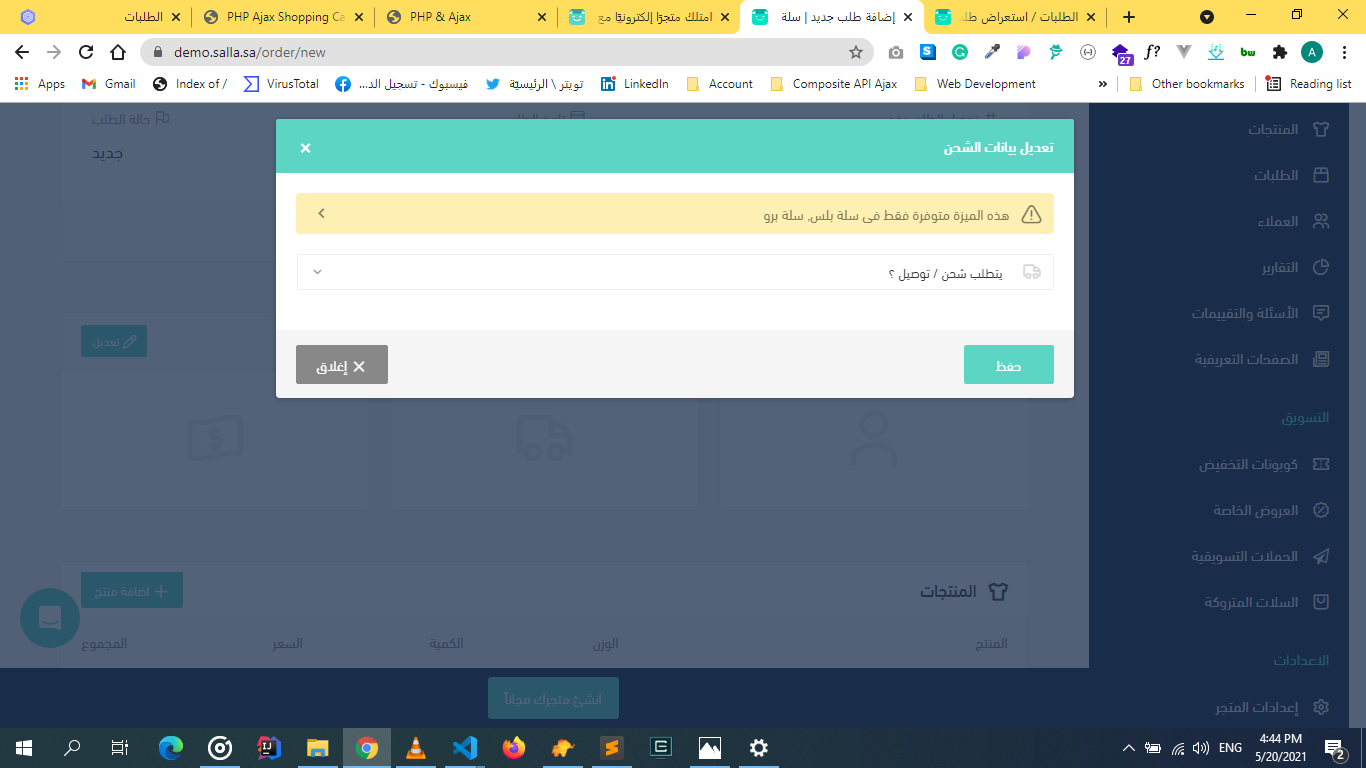 الطلبات
PHP Ajax Shopping Ca
PHP & Ajax
امتلك متجرًا إلكترونيًا مع
إضافة طلب جديد | سلة
الطلبات / استعراض طلـ
demo.salla.sa/order/new
27
A
Apps
Gmail
Index of /
VirusTotal
فيسبوك - تسجيل الد...
تويتر \ الرئيسيّة
LinkedIn
Account
Composite API Ajax
Web Development
Other bookmarks
Reading list
حالة الطلب
جديد
تعديل بيانات الشحن
هذه الميزة متوفرة فقط في سلة بلس, سلة برو
يتطلب شحن / توصيل ؟
حفظ
إغلاق
تعديل
المنتجات
اضافة منتج
المنتج
الوزن
الكمية
السعر
المجموع
المنتجات
الطلبات
العملاء
التقارير
الأسئلة والتقييمات
الصفحات التعريفية
التسويق
كوبونات التخفيض
العروض الخاصة
الحملات التسويقية
السلات المتروكة
الاعدادات
إعدادات المتجر
انشئ متجرك مجاناً
ENG
4:44 PM
5/20/2021
2